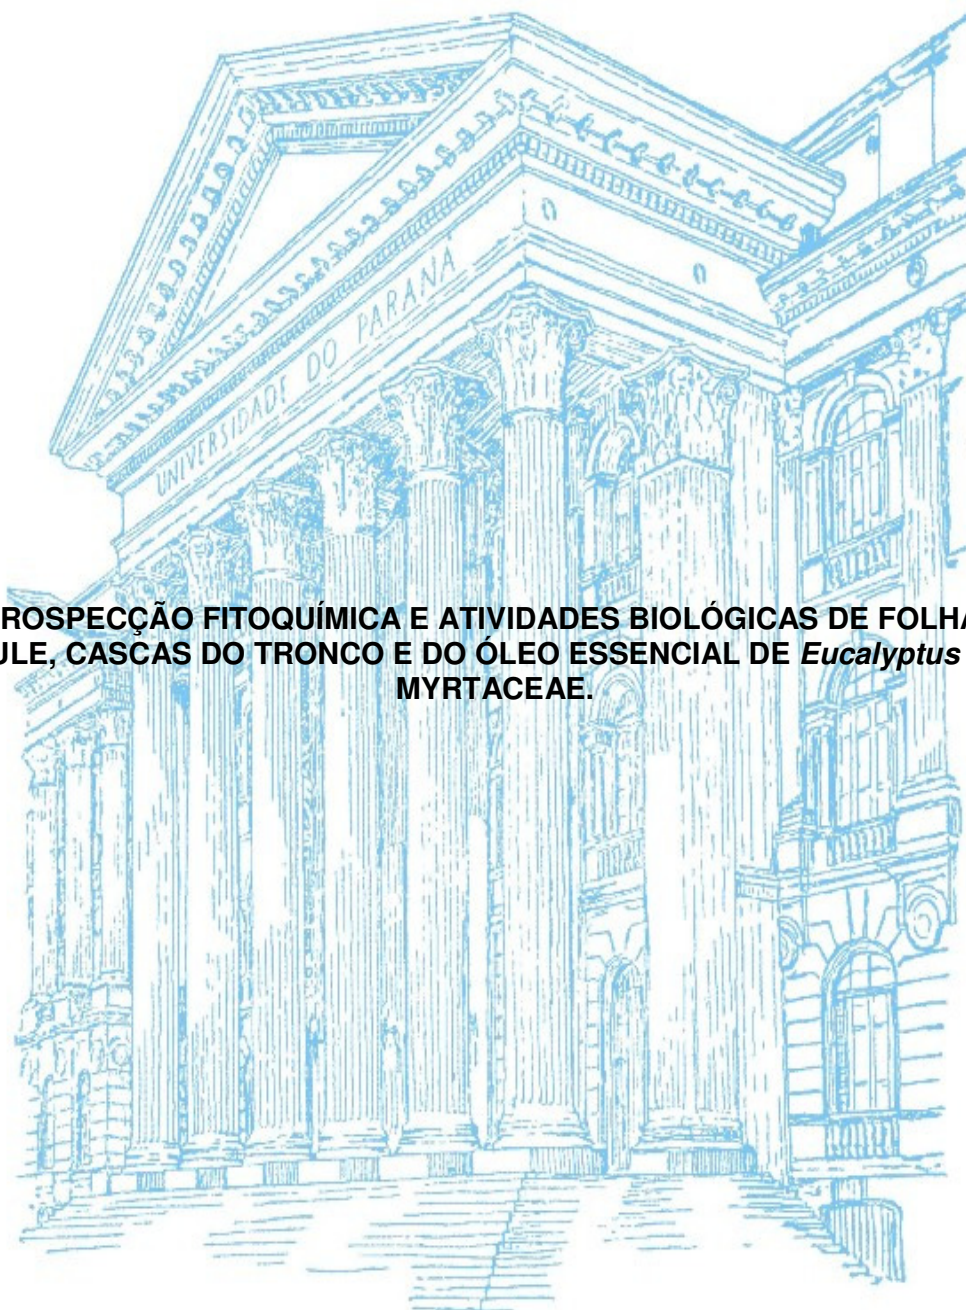 UNIVERSIDADE DO PARANÁ
ROSPECÇÃO FITOQUÍMICA E ATIVIDADES BIOLÓGICAS DE FOLHA
ULE, CASCAS DO TRONCO E DO ÓLEO ESSENCIAL DE Eucalyptus
MYRTACEAE.